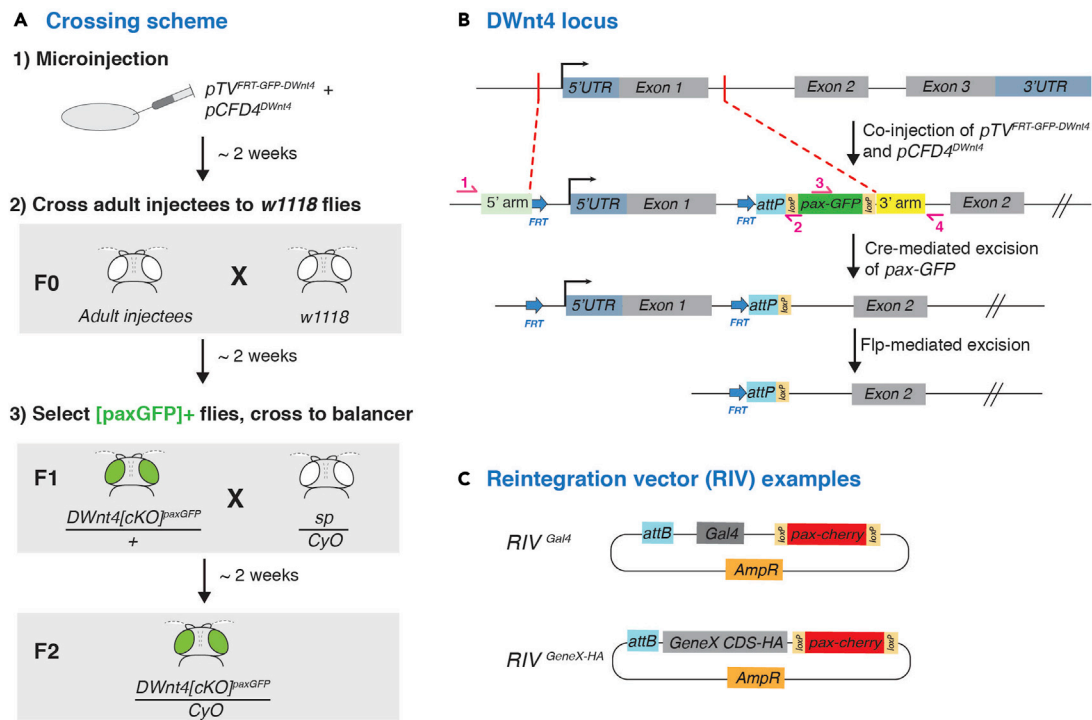 A Crossing scheme
1) Microinjection
pTV^FRT-GFP-DWnt4 +
pCFD4^DWnt4
~ 2 weeks
2) Cross adult injectees to w1118 flies
F0
X
Adult injectees
w1118
~ 2 weeks
3) Select [paxGFP]+ flies, cross to balancer
F1
X
DWnt4[cKO]^paxGFP
+
sp
CyO
~ 2 weeks
F2
DWnt4[cKO]^paxGFP
CyO
B DWnt4 locus
5'UTR Exon 1 Exon 2 Exon 3 3'UTR
Co-injection of pTV^FRT-GFP-DWnt4
and pCFD4^DWnt4
1 3
5' arm 5'UTR Exon 1 attP loxP pax-GFP loxP 3' arm Exon 2
FRT FRT 2 4
Cre-mediated excision
of pax-GFP
5'UTR Exon 1 attP loxP Exon 2
FRT FRT
Flp-mediated excision
attP loxP Exon 2
FRT
C Reintegration vector (RIV) examples
RIV^Gal4
attB Gal4 loxP pax-cherry loxP
AmpR
RIV^GeneX-HA
attB GeneX CDS-HA loxP pax-cherry loxP
AmpR